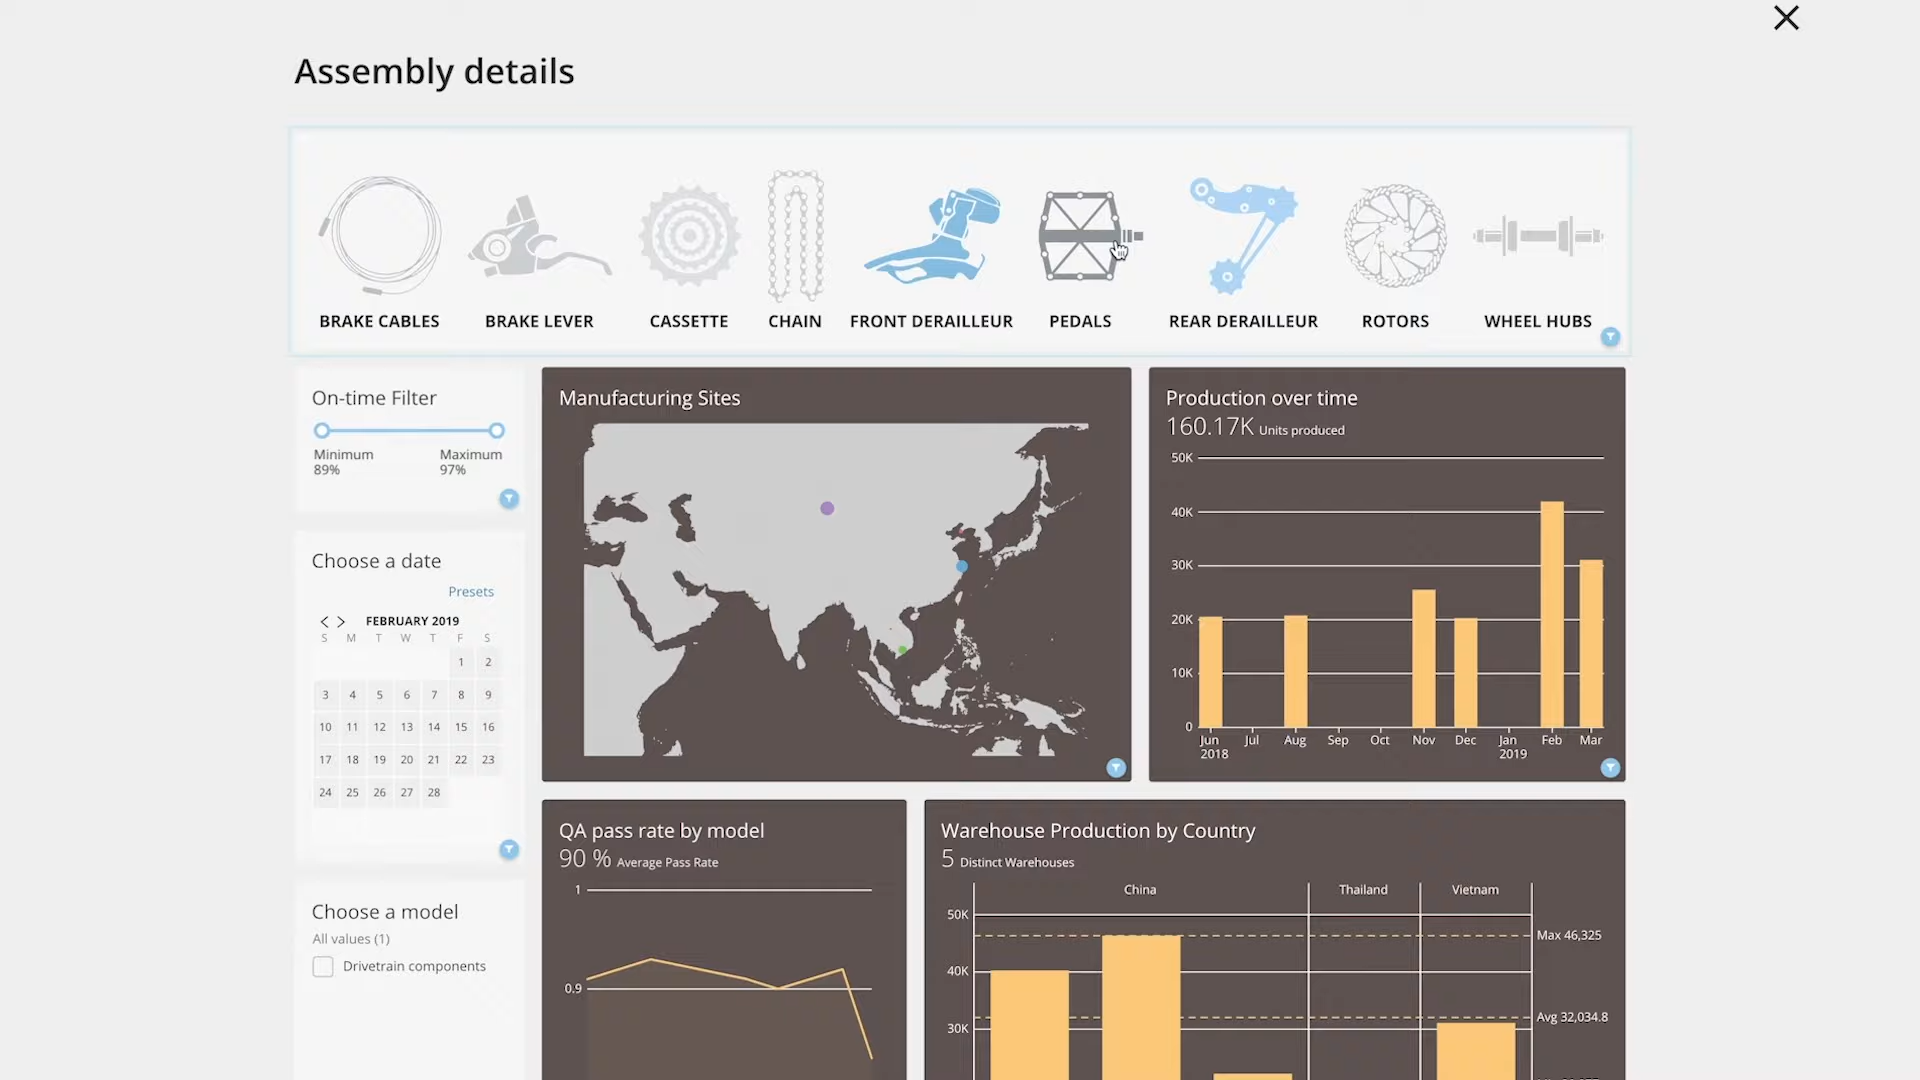 Assembly details
BRAKE CABLES
BRAKE LEVER
CASSETTE
CHAIN
FRONT DERAILLEUR
PEDALS
REAR DERAILLEUR
ROTORS
WHEEL HUBS
On-time Filter
Minimum
89%
Maximum
97%
Choose a date
Presets
FEBRUARY 2019
S M T W T F S
1 2
3 4 5 6 7 8 9
10 11 12 13 14 15 16
17 18 19 20 21 22 23
24 25 26 27 28
Choose a model
All values (1)
Drivetrain components
Manufacturing Sites
Production over time
160.17K Units produced
50K
40K
30K
20K
10K
0
Jun Jul Aug Sep Oct Nov Dec Jan Feb Mar
2018 2019
QA pass rate by model
90 % Average Pass Rate
1
0.9
Warehouse Production by Country
5 Distinct Warehouses
China Thailand Vietnam
50K
Max 46,325
40K
Avg 32,034.8
30K